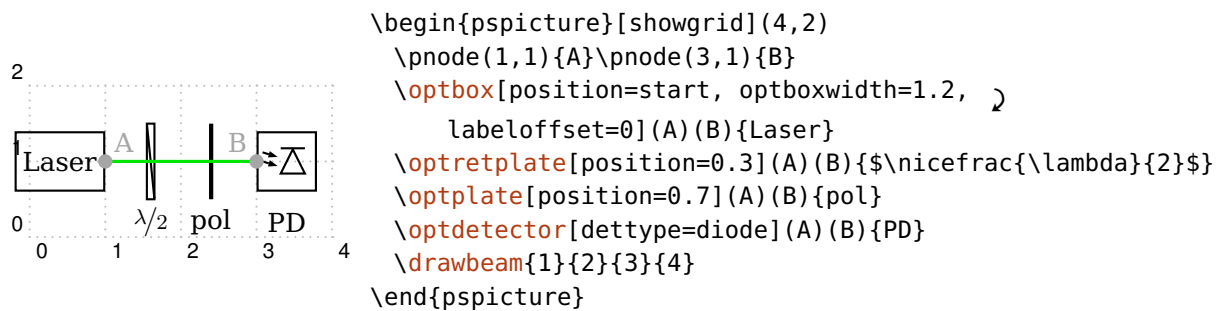 2
1
0
0 1 2 3 4
Laser
A
B
λ/2
pol
PD
\begin{pspicture}[showgrid](4,2)
\pnode(1,1){A}\pnode(3,1){B}
\optbox[position=start, optboxwidth=1.2,
labeloffset=0](A)(B){Laser}
\optretplate[position=0.3](A)(B){$\nicefrac{\lambda}{2}$}
\optplate[position=0.7](A)(B){pol}
\optdetector[dettype=diode](A)(B){PD}
\drawbeam{1}{2}{3}{4}
\end{pspicture}